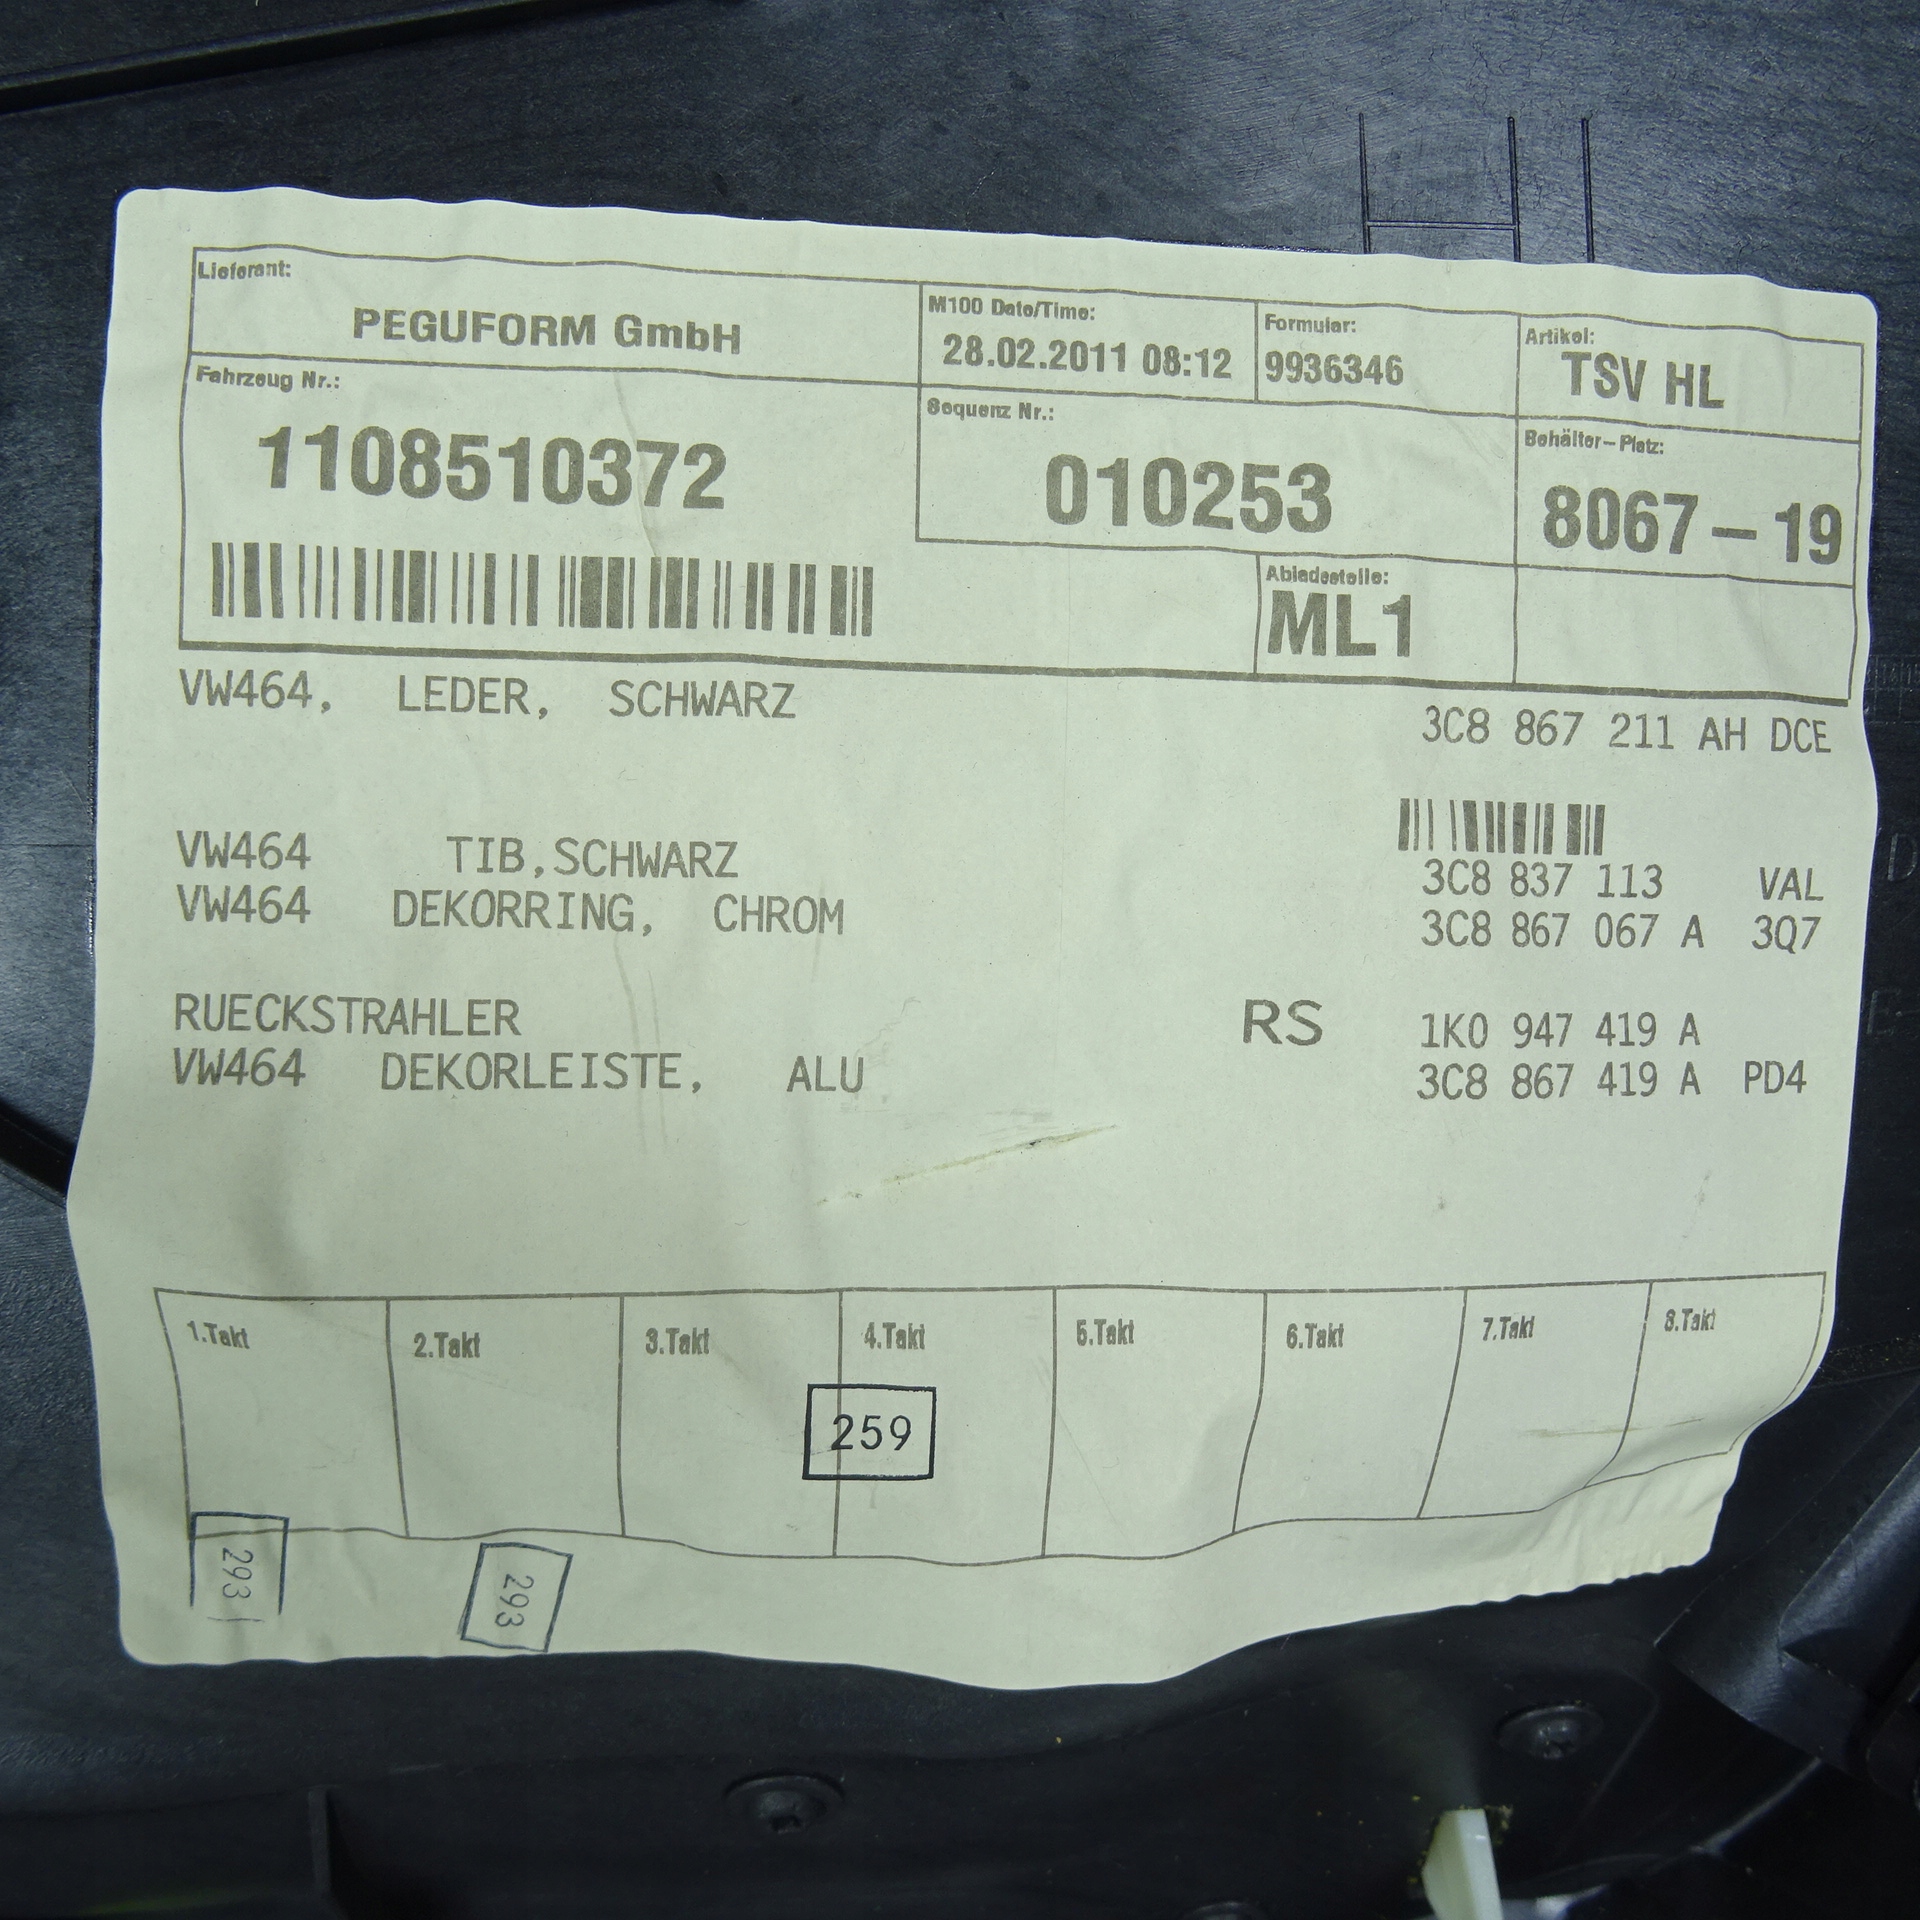 Lieferant:
PEGUFORM GmbH
M100 Date/Time:
28.02.2011 08:12
Formular:
9936346
Artikel:
TSV HL
Fahrzeug Nr.:
1108510372
Sequenz Nr.:
010253
Behälter-Platz:
8067-19
Abladestelle:
ML1
VW464, LEDER, SCHWARZ 3C8 867 211 AH DCE
VW464 TIB,SCHWARZ 3C8 837 113 VAL
VW464 DEKORRING, CHROM 3C8 867 067 A 3Q7
RUECKSTRAHLER RS 1K0 947 419 A
VW464 DEKORLEISTE, ALU 3C8 867 419 A PD4
1.Takt 2.Takt 3.Takt 4.Takt 5.Takt 6.Takt 7.Takt 8.Takt
259
293
293